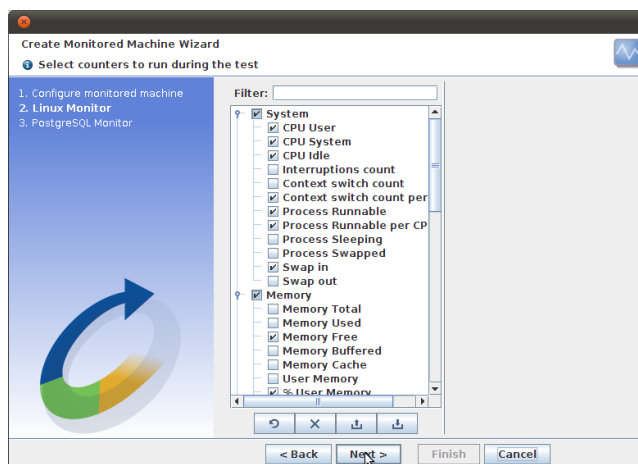 Create Monitored Machine Wizard
Select counters to run during the test
1. Configure monitored machine
2. Linux Monitor
3. PostgreSQL Monitor
Filter:
System
CPU User
CPU System
CPU Idle
Interruptions count
Context switch count
Context switch count per
Process Runnable
Process Runnable per CP
Process Sleeping
Process Swapped
Swap in
Swap out
Memory
Memory Total
Memory Used
Memory Free
Memory Buffered
Memory Cache
User Memory
% User Memory
< Back Next > Finish Cancel